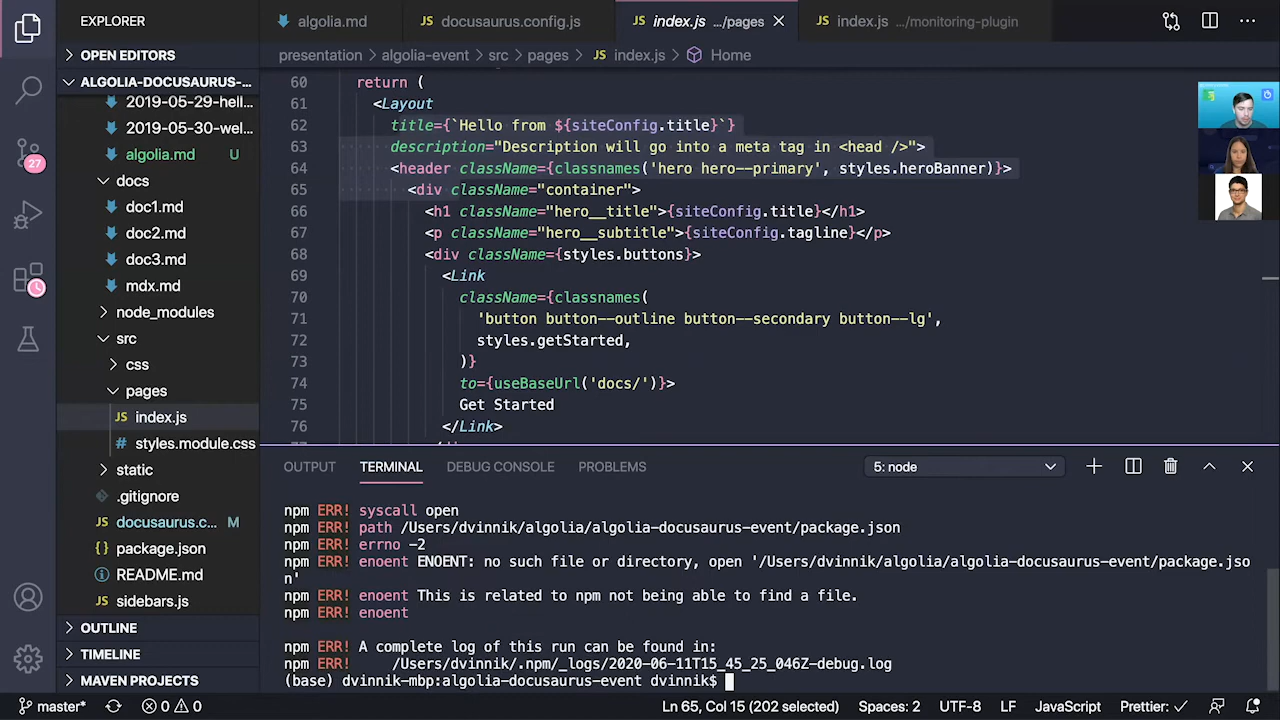 EXPLORER
algolia.md
JS docusaurus.config.js
JS index.js .../pages
JS index.js .../monitoring-plugin
OPEN EDITORS
presentation > algolia-event > src > pages > JS index.js > Home
ALGOLIA-DOCUSAURUS-...
2019-05-29-hell...
2019-05-30-wel...
algolia.md U
docs
doc1.md
doc2.md
doc3.md
mdx.md
node_modules
src
css
pages
JS index.js
# styles.module.css
static
.gitignore
JS docusaurus.c... M
{} package.json
README.md
JS sidebars.js
OUTLINE
TIMELINE
MAVEN PROJECTS
27
60 return (
61 <Layout
62 title={`Hello from ${siteConfig.title}`}
63 description="Description will go into a meta tag in <head />">
64 <header className={classnames('hero hero--primary', styles.heroBanner)}>
65 <div className="container">
66 <h1 className="hero__title">{siteConfig.title}</h1>
67 <p className="hero__subtitle">{siteConfig.tagline}</p>
68 <div className={styles.buttons}>
69 <Link
70 className={classnames(
71 'button button--outline button--secondary button--lg',
72 styles.getStarted,
73 )}
74 to={useBaseUrl('docs/')}>
75 Get Started
76 </Link>
OUTPUT TERMINAL DEBUG CONSOLE PROBLEMS 5: node
npm ERR! syscall open
npm ERR! path /Users/dvinnik/algolia/algolia-docusaurus-event/package.json
npm ERR! errno -2
npm ERR! enoent ENOENT: no such file or directory, open '/Users/dvinnik/algolia/algolia-docusaurus-event/package.jso
n'
npm ERR! enoent This is related to npm not being able to find a file.
npm ERR! enoent
npm ERR! A complete log of this run can be found in:
npm ERR! /Users/dvinnik/.npm/_logs/2020-06-11T15_45_25_046Z-debug.log
(base) dvinnik-mbp:algolia-docusaurus-event dvinnik$
master* 0 0 Ln 65, Col 15 (202 selected) Spaces: 2 UTF-8 LF JavaScript Prettier: ✓